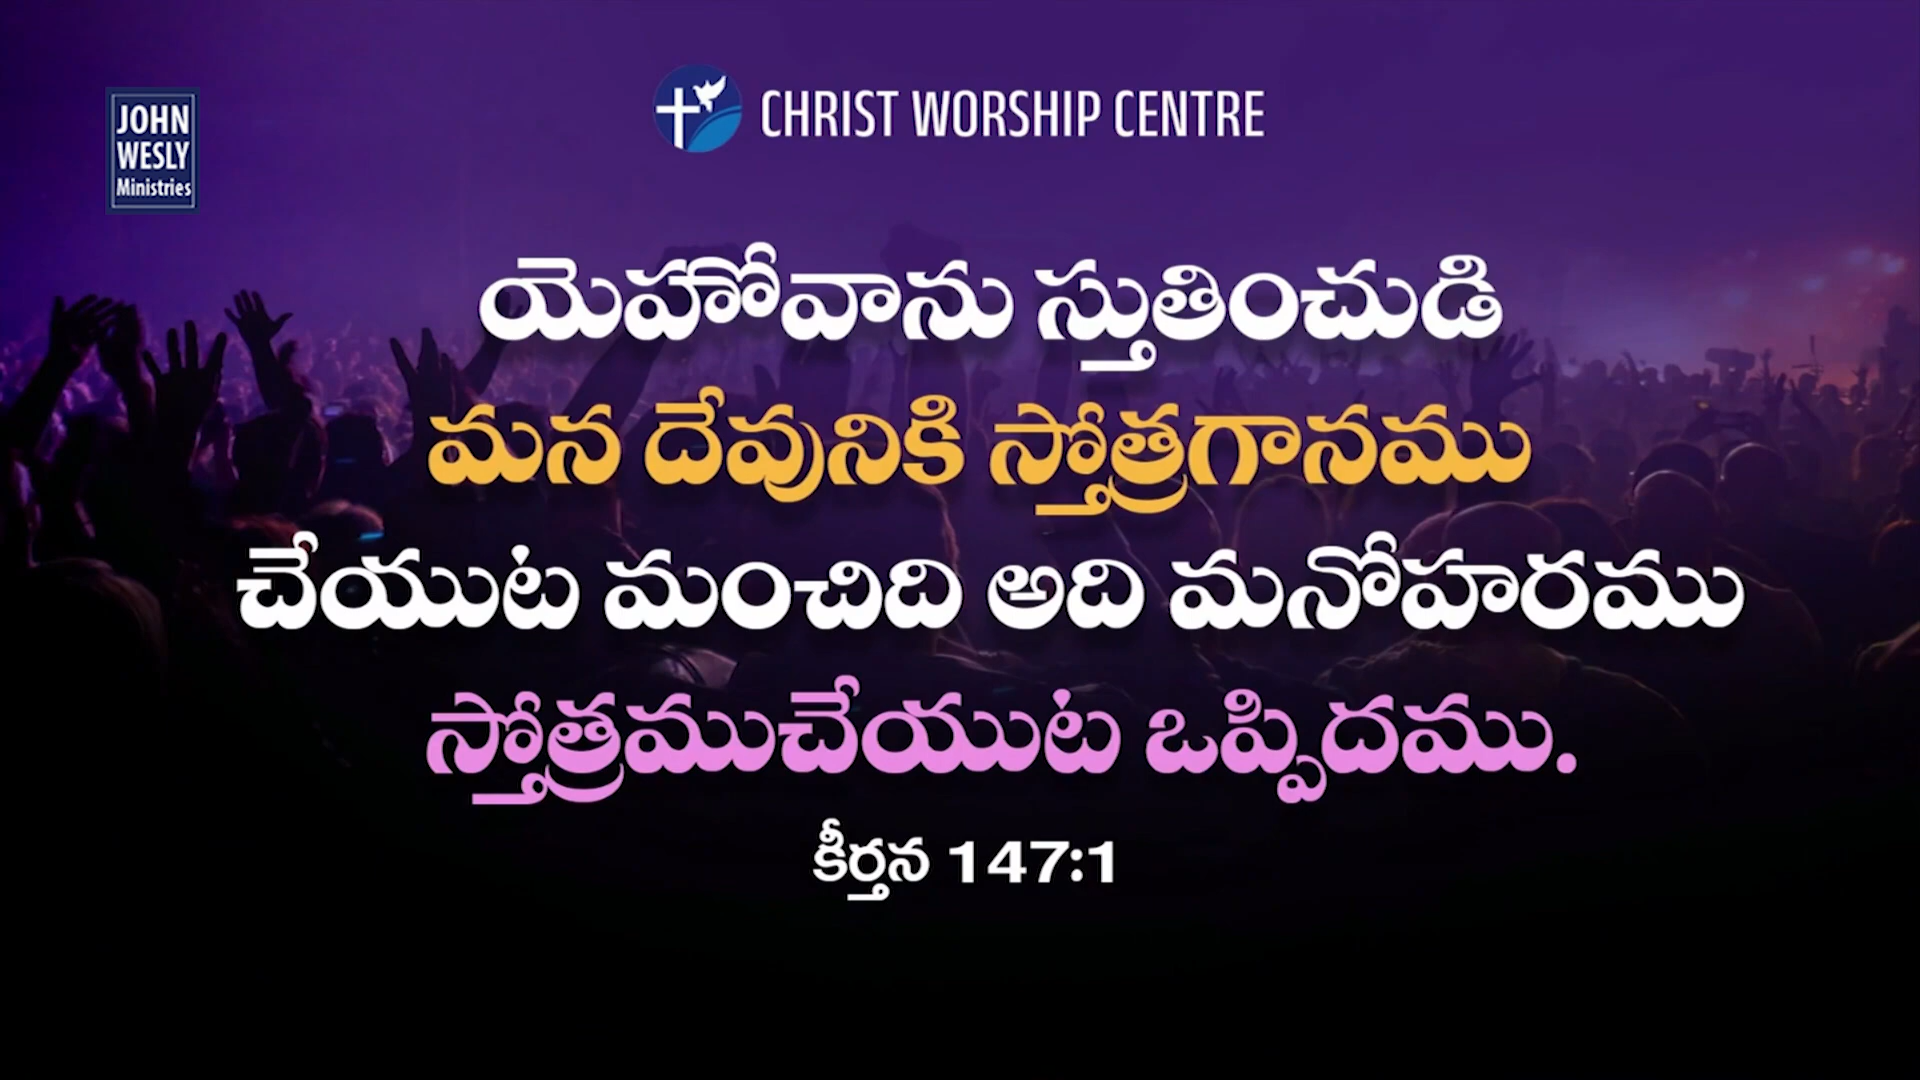 CHRIST WORSHIP CENTRE
JOHN
WESLY
Ministries
యెహోవాను స్తుతించుడి
మన దేవునికి స్తోత్రగానము
చేయుట మంచిది అది మనోహరము
స్తోత్రముచేయుట ఒప్పిదము.
కీర్తన 147:1